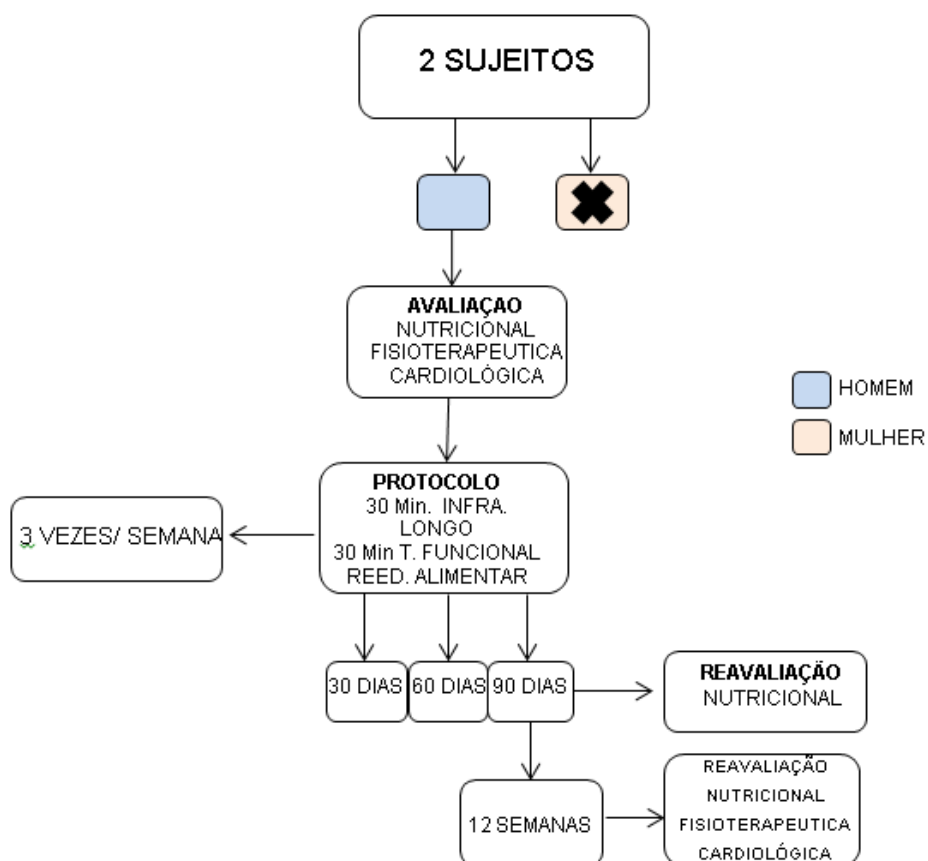 2 SUJEITOS
AVALIAÇAO
NUTRICIONAL
FISIOTERAPEUTICA
CARDIOLÓGICA
HOMEM
MULHER
PROTOCOLO
30 Min. INFRA.
LONGO
30 Min T. FUNCIONAL
REED. ALIMENTAR
3 VEZES/ SEMANA
30 DIAS
60 DIAS
90 DIAS
REAVALIAÇÃO
NUTRICIONAL
12 SEMANAS
REAVALIAÇÃO
NUTRICIONAL
FISIOTERAPEUTICA
CARDIOLÓGICA